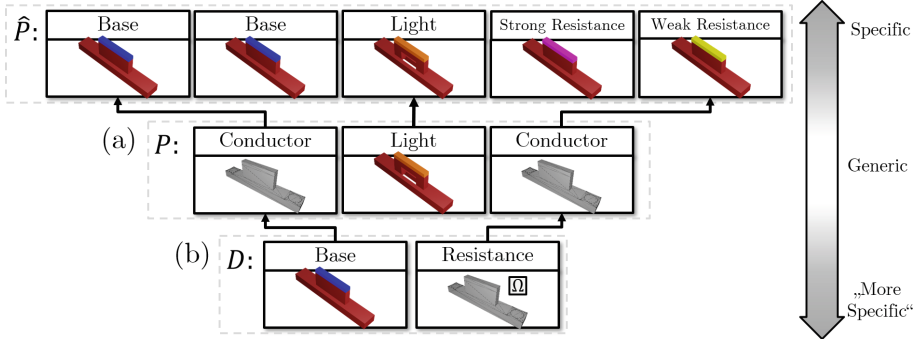 P̂: Base Base Light Strong Resistance Weak Resistance
Specific
(a) P: Conductor Light Conductor
Generic
(b) D: Base Resistance
Ω
„More
Specific“